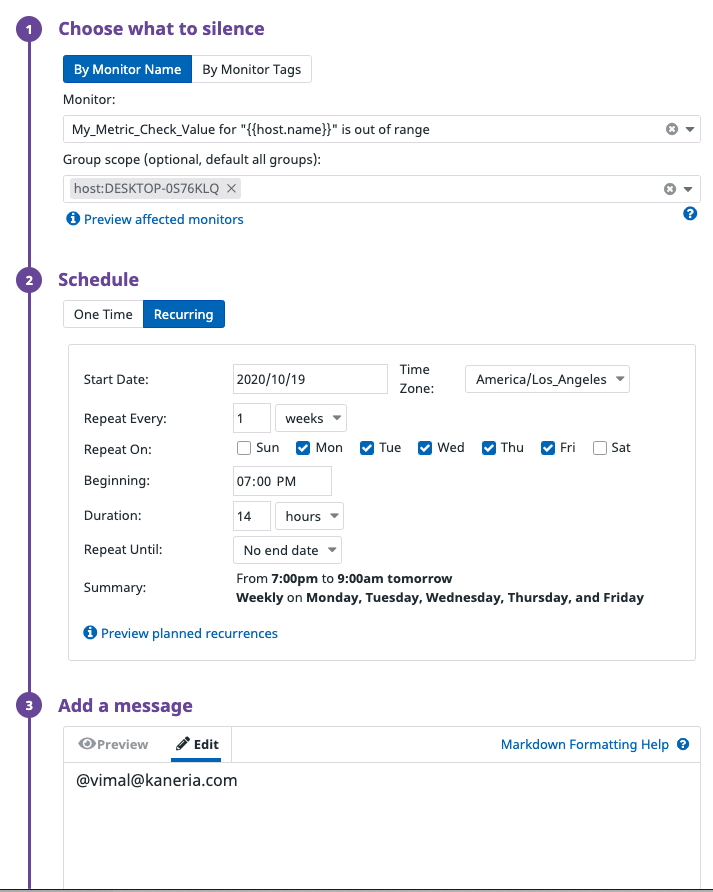 1 Choose what to silence
By Monitor Name By Monitor Tags
Monitor:
My_Metric_Check_Value for "{{host.name}}" is out of range
Group scope (optional, default all groups):
host:DESKTOP-0S76KLQ ×
Preview affected monitors
2 Schedule
One Time Recurring
Start Date: 2020/10/19 Time Zone: America/Los_Angeles
Repeat Every: 1 weeks
Repeat On: Sun Mon Tue Wed Thu Fri Sat
Beginning: 07:00 PM
Duration: 14 hours
Repeat Until: No end date
Summary: From 7:00pm to 9:00am tomorrow
Weekly on Monday, Tuesday, Wednesday, Thursday, and Friday
Preview planned recurrences
3 Add a message
Preview Edit Markdown Formatting Help
@vimal@kaneria.com